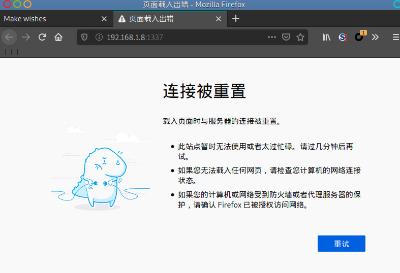 页面载入出错 - Mozilla Firefox
Make wishes
页面载入出错
192.168.1.8:1337
连接被重置
载入页面时与服务器的连接被重置。
此站点暂时无法使用或者太过忙碌。请过几分钟后再
试。
如果您无法载入任何网页，请检查您计算机的网络连接
状态。
如果您的计算机或网络受到防火墙或者代理服务器的保
护，请确认 Firefox 已被授权访问网络。
重试